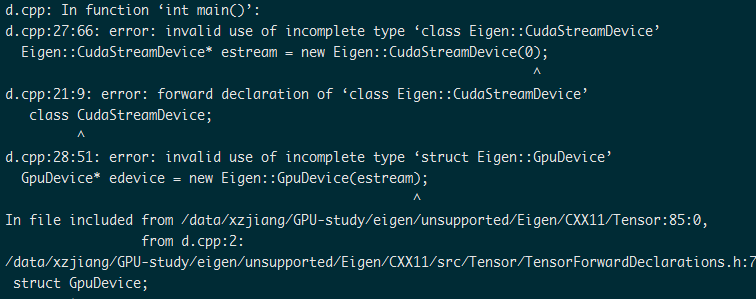 d.cpp: In function ‘int main()’:
d.cpp:27:66: error: invalid use of incomplete type ‘class Eigen::CudaStreamDevice’
Eigen::CudaStreamDevice* estream = new Eigen::CudaStreamDevice(0);
^
d.cpp:21:9: error: forward declaration of ‘class Eigen::CudaStreamDevice’
class CudaStreamDevice;
^
d.cpp:28:51: error: invalid use of incomplete type ‘struct Eigen::GpuDevice’
GpuDevice* edevice = new Eigen::GpuDevice(estream);
^
In file included from /data/xzjiang/GPU-study/eigen/unsupported/Eigen/CXX11/Tensor:85:0,
from d.cpp:2:
/data/xzjiang/GPU-study/eigen/unsupported/Eigen/CXX11/src/Tensor/TensorForwardDeclarations.h:7
struct GpuDevice;